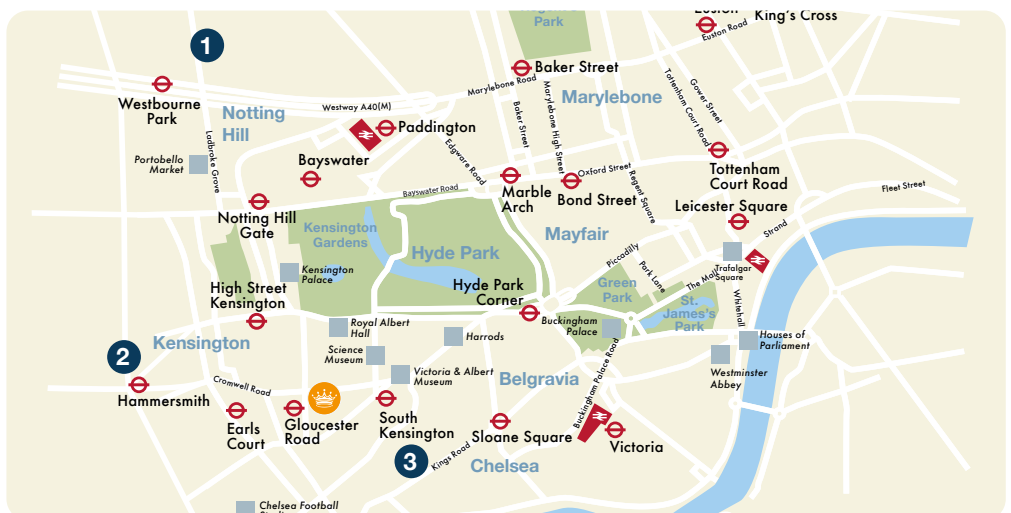 Park
Euston
King's Cross
Euston Road
1
Baker Street
Marylebone Road
Westbourne
Park
Notting
Hill
Westway A40(M)
Marylebone
Tottenham Court Road
Gower Street
Baker Street
Marylebone High Street
Paddington
Ladbrake Grove
Portobello
Market
Bayswater
Edgware Road
Oxford Street
Tottenham
Court Road
Bayswater Road
Marble
Arch
Bond Street
Regent Square
Fleet Street
Leicester Square
Notting Hill
Gate
Kensington
Gardens
Hyde Park
Mayfair
Strand
Piccadilly
Park Lane
Trafalgar
Square
Kensington
Palace
High Street
Kensington
Hyde Park
Corner
Green
Park
The Mall
St.
James's
Park
Whitehall
Royal Albert
Hall
Harrods
Buckingham
Palace
Houses of
Parliament
Kensington
2
Science
Museum
Victoria & Albert
Museum
Belgravia
Buckingham Palace Road
Westminster
Abbey
Hammersmith
Cromwell Road
Earls
Court
Gloucester
Road
South
Kensington
Sloane Square
Victoria
3
Kings Road
Chelsea
Chelsea Football